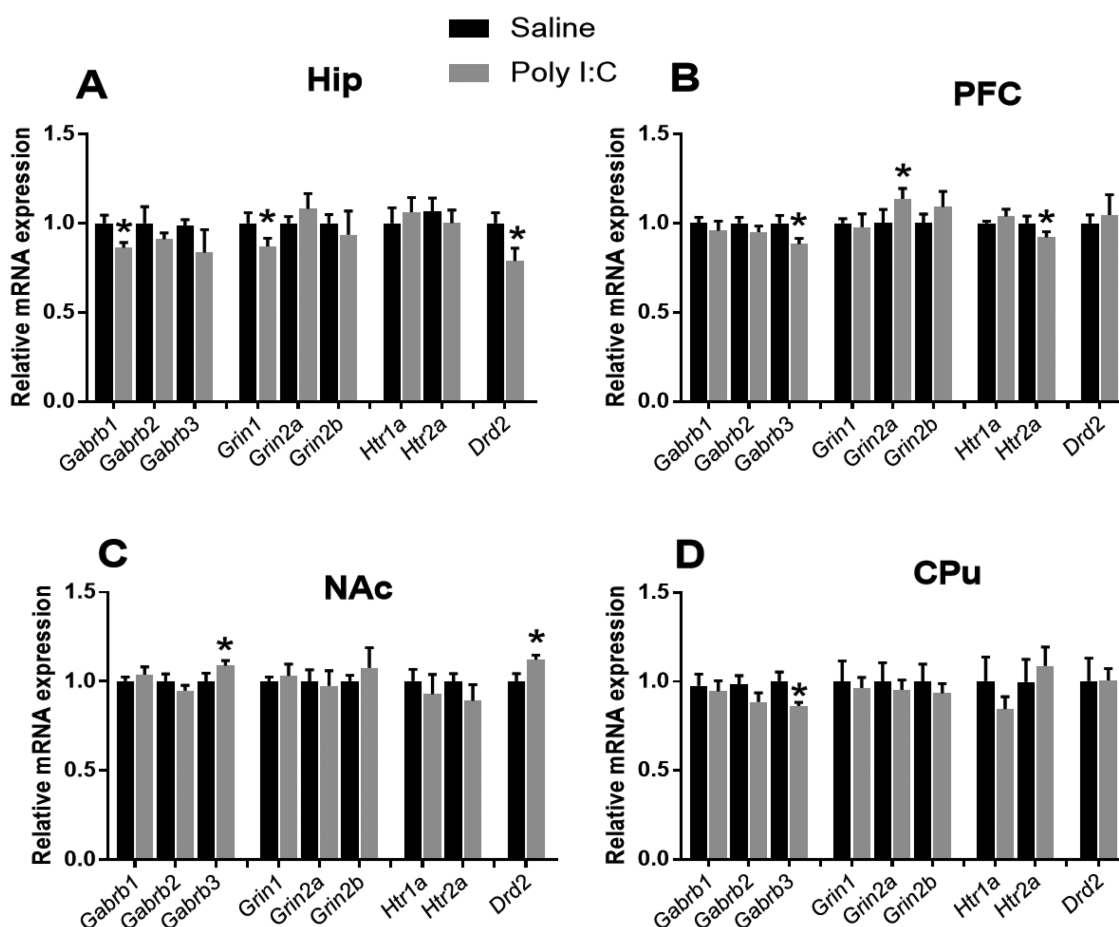 Saline
Poly I:C
A
Hip
Relative mRNA expression
1.5
1.0
0.5
0.0
*
*
*
Gabrb1
Gabrb2
Gabrb3
Grin1
Grin2a
Grin2b
Htr1a
Htr2a
Drd2
B
PFC
Relative mRNA expression
1.5
1.0
0.5
0.0
*
*
*
Gabrb1
Gabrb2
Gabrb3
Grin1
Grin2a
Grin2b
Htr1a
Htr2a
Drd2
C
NAc
Relative mRNA expression
1.5
1.0
0.5
0.0
*
*
Gabrb1
Gabrb2
Gabrb3
Grin1
Grin2a
Grin2b
Htr1a
Htr2a
Drd2
D
CPu
Relative mRNA expression
1.5
1.0
0.5
0.0
*
Gabrb1
Gabrb2
Gabrb3
Grin1
Grin2a
Grin2b
Htr1a
Htr2a
Drd2